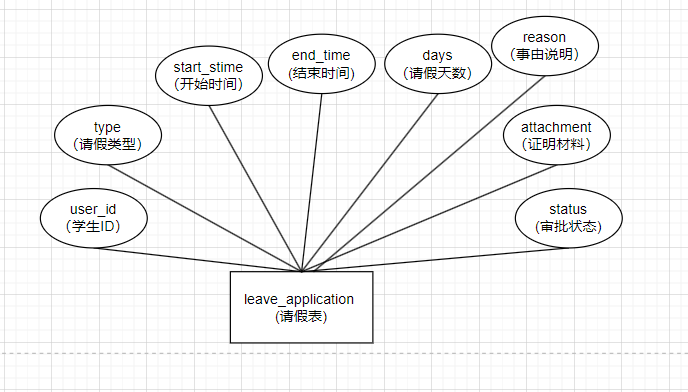 reason
（事由说明）
end_time
(结束时间)
days
（请假天数）
start_stime
（开始时间）
type
（请假类型）
attachment
（证明材料）
user_id
（学生ID）
status
(审批状态)
leave_application
(请假表)